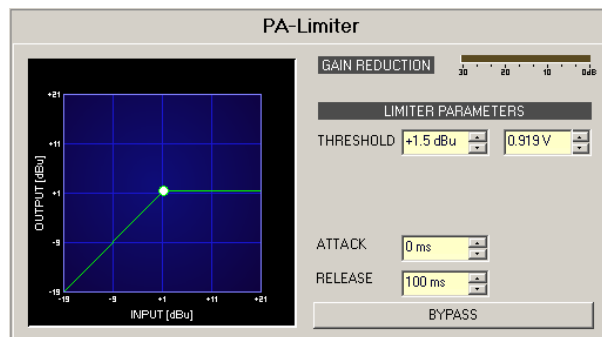 PA-Limiter
GAIN REDUCTION
30 20 10 0dB
LIMITER PARAMETERS
THRESHOLD +1.5 dBu 0.919 V
ATTACK 0 ms
RELEASE 100 ms
BYPASS
OUTPUT [dBu]
+21
+11
+1
-9
-19
-19 -9 +1 +11 +21
INPUT [dBu]